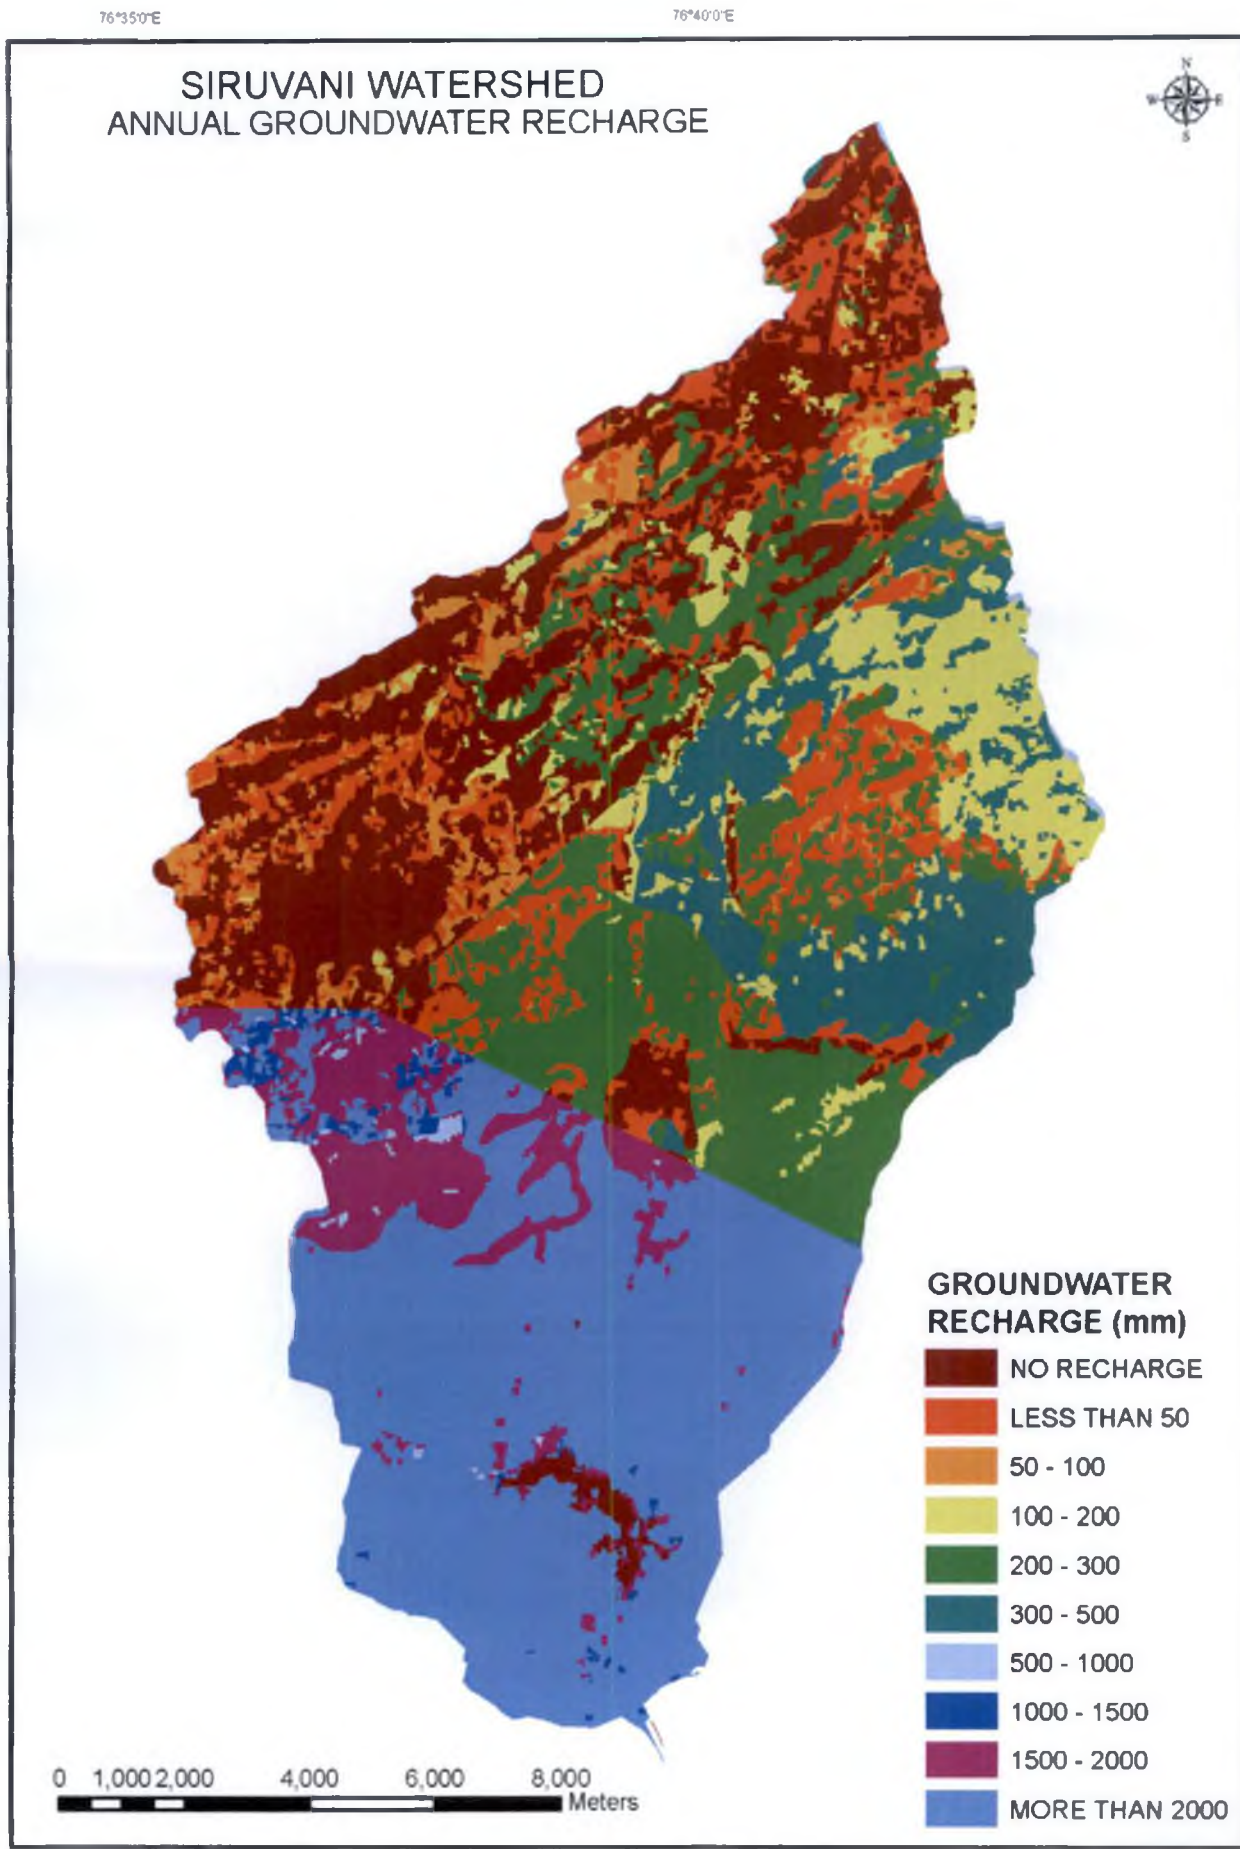 76°35'0"E
76°40'0"E
SIRUVANI WATERSHED
ANNUAL GROUNDWATER RECHARGE
N
W E
S
GROUNDWATER
RECHARGE (mm)
NO RECHARGE
LESS THAN 50
50 - 100
100 - 200
200 - 300
300 - 500
500 - 1000
1000 - 1500
1500 - 2000
MORE THAN 2000
0 1,000 2,000 4,000 6,000 8,000
Meters